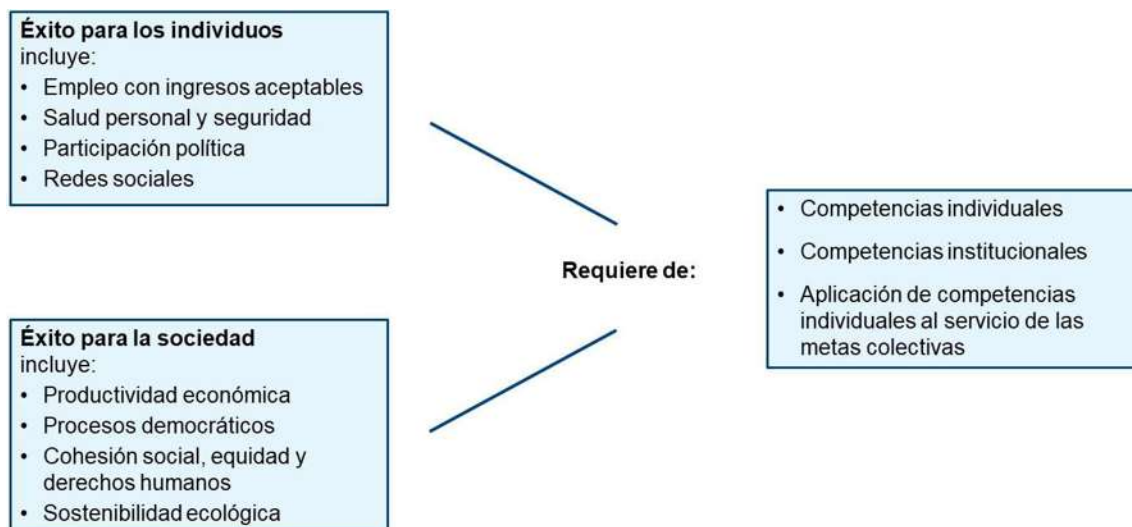 Éxito para los individuos
incluye:
• Empleo con ingresos aceptables
• Salud personal y seguridad
• Participación política
• Redes sociales
Requiere de:
• Competencias individuales
• Competencias institucionales
• Aplicación de competencias
individuales al servicio de las
metas colectivas
Éxito para la sociedad
incluye:
• Productividad económica
• Procesos democráticos
• Cohesión social, equidad y
derechos humanos
• Sostenibilidad ecológica